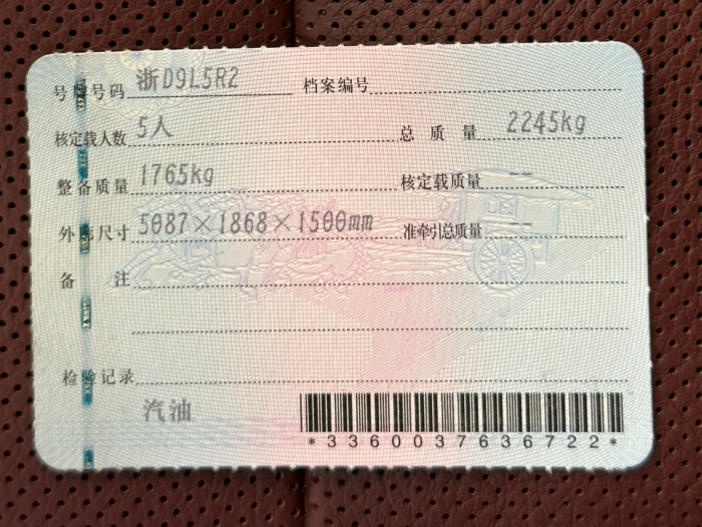 号牌号码 浙D9L5R2 档案编号
核定载人数 5人 总质量 2245kg
整备质量 1765kg 核定载质量 --
外廓尺寸 5087×1868×1500mm 准牵引总质量 --
备注
检验记录
汽油
*3360037636722*